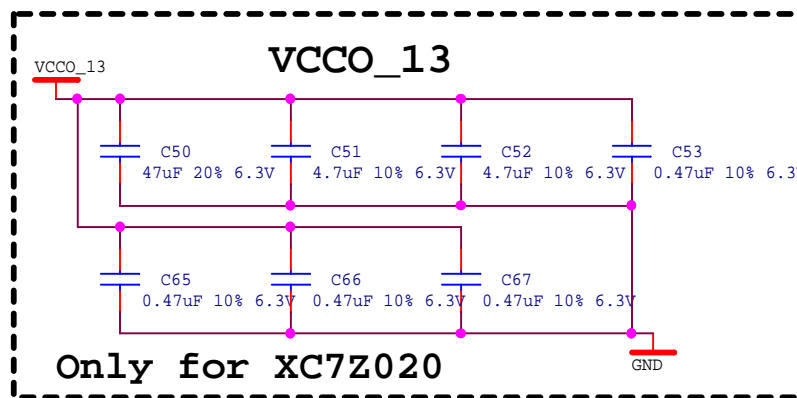 VCCO_13
VCCO_13
C50 C51 C52 C53
47uF 20% 6.3V 4.7uF 10% 6.3V 4.7uF 10% 6.3V 0.47uF 10% 6.3V
C65 C66 C67
0.47uF 10% 6.3V 0.47uF 10% 6.3V 0.47uF 10% 6.3V
Only for XC7Z020
GND